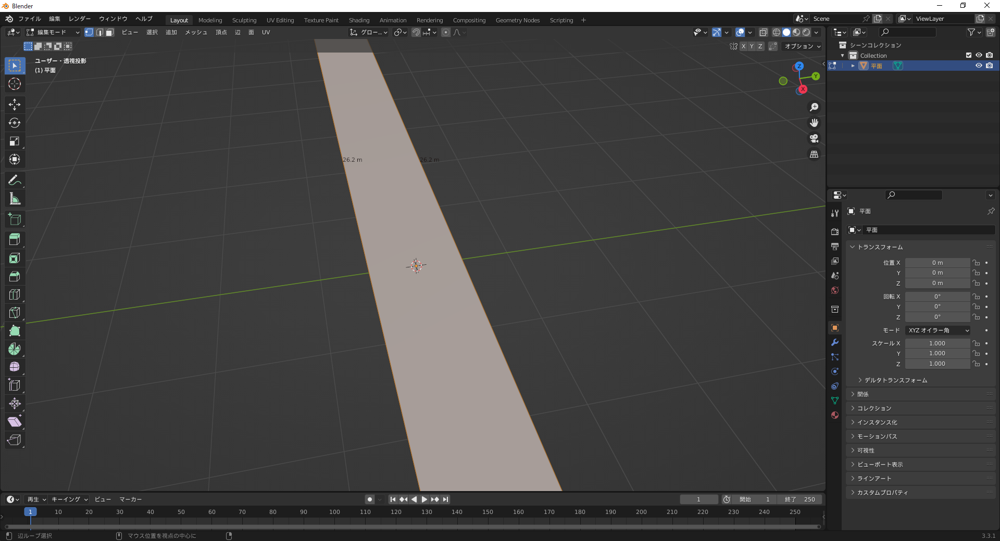 Blender
ファイル 編集 レンダー ウィンドウ ヘルプ Layout Modeling Sculpting UV Editing Texture Paint Shading Animation Rendering Compositing Geometry Nodes Scripting + Scene ViewLayer
編集モード ビュー 選択 追加 メッシュ 頂点 辺 面 UV グロー...
X Y Z オプション
ユーザー・透視投影
(1) 平面
Z
Y
X
26.2 m 26.2 m
シーンコレクション
Collection
平面
平面
平面
トランスフォーム
位置 X 0 m
Y 0 m
Z 0 m
回転 X 0°
Y 0°
Z 0°
モード XYZ オイラー角
スケール X 1.000
Y 1.000
Z 1.000
デルタトランスフォーム
関係
コレクション
インスタンス化
モーションパス
可視性
ビューポート表示
ラインアート
カスタムプロパティ
再生 キーイング ビュー マーカー 1 開始 1 終了 250
1 10 20 30 40 50 60 70 80 90 100 110 120 130 140 150 160 170 180 190 200 210 220 230 240 250
辺ループ選択 マウス位置を視点の中心に 3.3.1